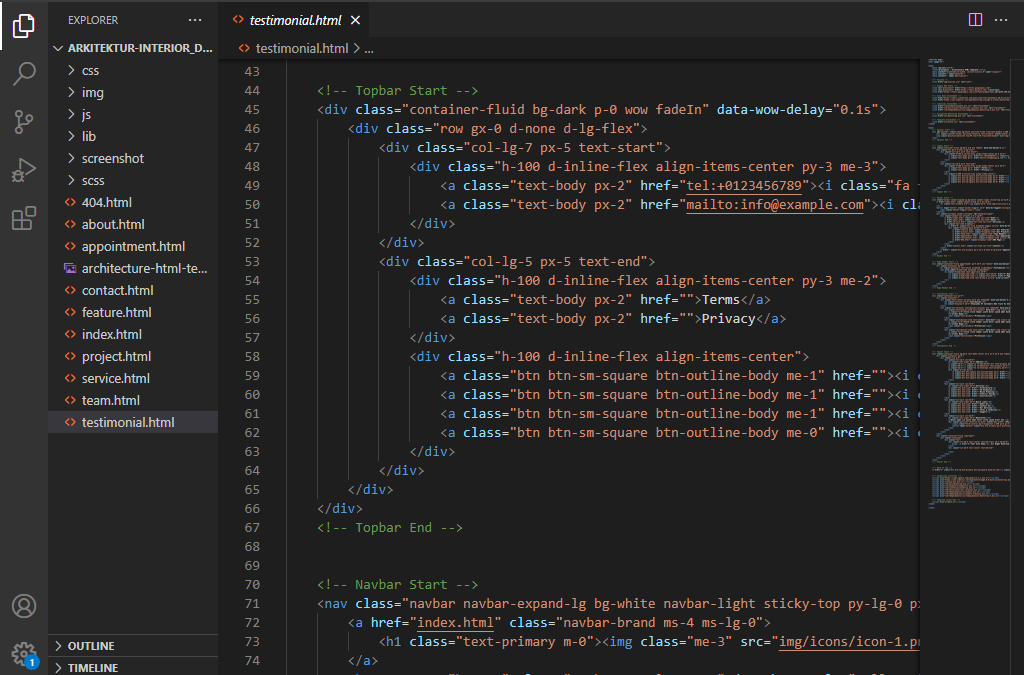 EXPLORER
ARKITEKTUR-INTERIOR_D...
css
img
js
lib
screenshot
scss
404.html
about.html
appointment.html
architecture-html-te...
contact.html
feature.html
index.html
project.html
service.html
team.html
testimonial.html
OUTLINE
TIMELINE
1
testimonial.html
testimonial.html > ...
43
44 <!-- Topbar Start -->
45 <div class="container-fluid bg-dark p-0 wow fadeIn" data-wow-delay="0.1s">
46 <div class="row gx-0 d-none d-lg-flex">
47 <div class="col-lg-7 px-5 text-start">
48 <div class="h-100 d-inline-flex align-items-center py-3 me-3">
49 <a class="text-body px-2" href="tel:+0123456789"><i class="fa
50 <a class="text-body px-2" href="mailto:info@example.com"><i cla
51 </div>
52 </div>
53 <div class="col-lg-5 px-5 text-end">
54 <div class="h-100 d-inline-flex align-items-center py-3 me-2">
55 <a class="text-body px-2" href="">Terms</a>
56 <a class="text-body px-2" href="">Privacy</a>
57 </div>
58 <div class="h-100 d-inline-flex align-items-center">
59 <a class="btn btn-sm-square btn-outline-body me-1" href=""><i
60 <a class="btn btn-sm-square btn-outline-body me-1" href=""><i
61 <a class="btn btn-sm-square btn-outline-body me-1" href=""><i
62 <a class="btn btn-sm-square btn-outline-body me-0" href=""><i
63 </div>
64 </div>
65 </div>
66 </div>
67 <!-- Topbar End -->
68
69
70 <!-- Navbar Start -->
71 <nav class="navbar navbar-expand-lg bg-white navbar-light sticky-top py-lg-0 p
72 <a href="index.html" class="navbar-brand ms-4 ms-lg-0">
73 <h1 class="text-primary m-0"><img class="me-3" src="img/icons/icon-1.p
74 </a>